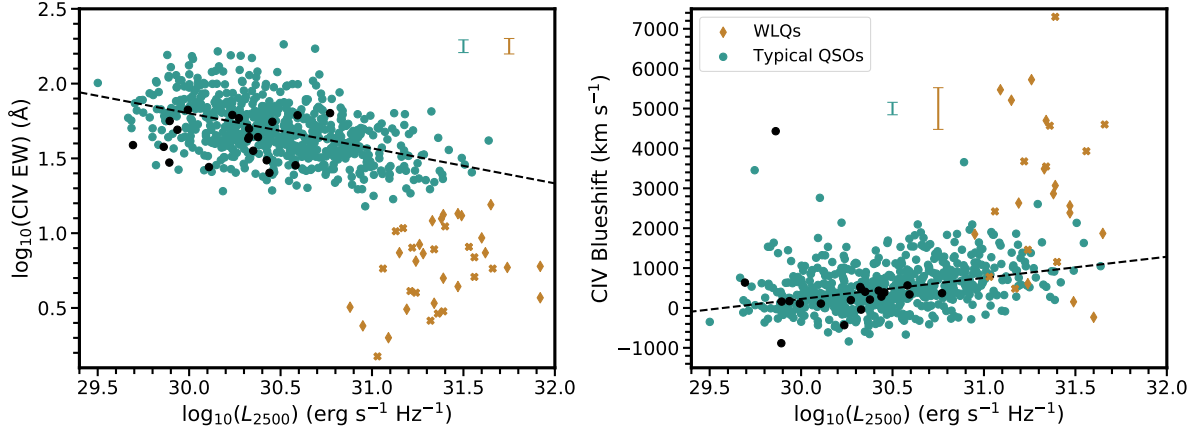 2.5
2.0
1.5
1.0
0.5
log₁₀(CIV EW) (Å)
29.5 30.0 30.5 31.0 31.5 32.0
log₁₀(L₂₅₀₀) (erg s⁻¹ Hz⁻¹)
WLQs
Typical QSOs
7000
6000
5000
4000
3000
2000
1000
0
−1000
CIV Blueshift (km s⁻¹)
29.5 30.0 30.5 31.0 31.5 32.0
log₁₀(L₂₅₀₀) (erg s⁻¹ Hz⁻¹)